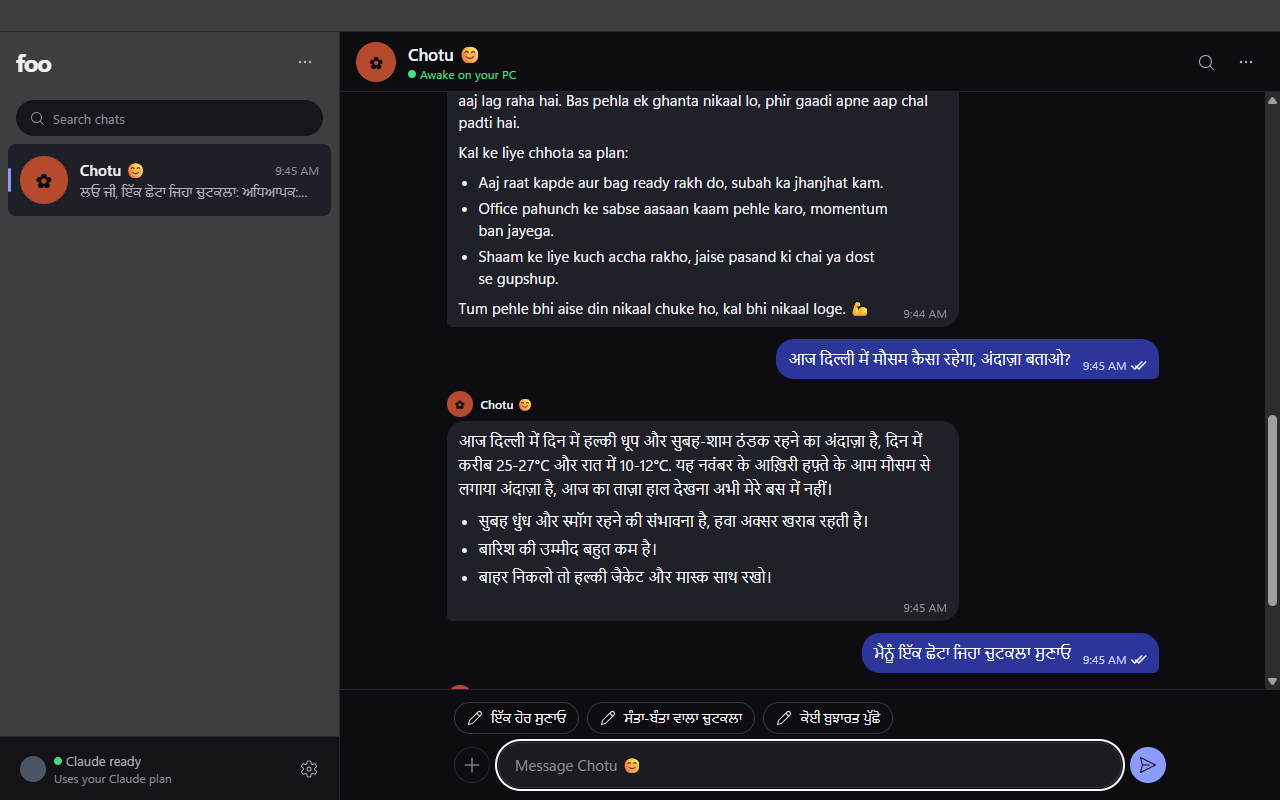 foo
Search chats
Chotu 😊
9:45 AM
ਲਓ ਜੀ, ਇੱਕ ਛੋਟਾ ਜਿਹਾ ਚੁਟਕਲਾ: ਅਧਿਆਪਕ:...
Claude ready
Uses your Claude plan
Chotu 😊
Awake on your PC
aaj lag raha hai. Bas pehla ek ghanta nikaal lo, phir gaadi apne aap chal
padti hai.
Kal ke liye chhota sa plan:
• Aaj raat kapde aur bag ready rakh do, subah ka jhanjhat kam.
• Office pahunch ke sabse aasaan kaam pehle karo, momentum
ban jayega.
• Shaam ke liye kuch accha rakho, jaise pasand ki chai ya dost
se gupshup.
Tum pehle bhi aise din nikaal chuke ho, kal bhi nikaal loge. 💪
9:44 AM
आज दिल्ली में मौसम कैसा रहेगा, अंदाज़ा बताओ?
9:45 AM
Chotu 😊
आज दिल्ली में दिन में हल्की धूप और सुबह-शाम ठंडक रहने का अंदाज़ा है, दिन में
करीब 25-27°C और रात में 10-12°C. यह नवंबर के आख़िरी हफ़्ते के आम मौसम से
लगाया अंदाज़ा है, आज का ताज़ा हाल देखना अभी मेरे बस में नहीं।
• सुबह धुंध और स्मॉग रहने की संभावना है, हवा अक्सर खराब रहती है।
• बारिश की उम्मीद बहुत कम है।
• बाहर निकलो तो हल्की जैकेट और मास्क साथ रखो।
9:45 AM
ਮੈਨੂੰ ਇੱਕ ਛੋਟਾ ਜਿਹਾ ਚੁਟਕਲਾ ਸੁਣਾਓ
9:45 AM
ਇੱਕ ਹੋਰ ਸੁਣਾਓ
ਸੰਤਾ-ਬੰਤਾ ਵਾਲਾ ਚੁਟਕਲਾ
ਕੋਈ ਬੁਝਾਰਤ ਪੁੱਛੋ
Message Chotu 😊